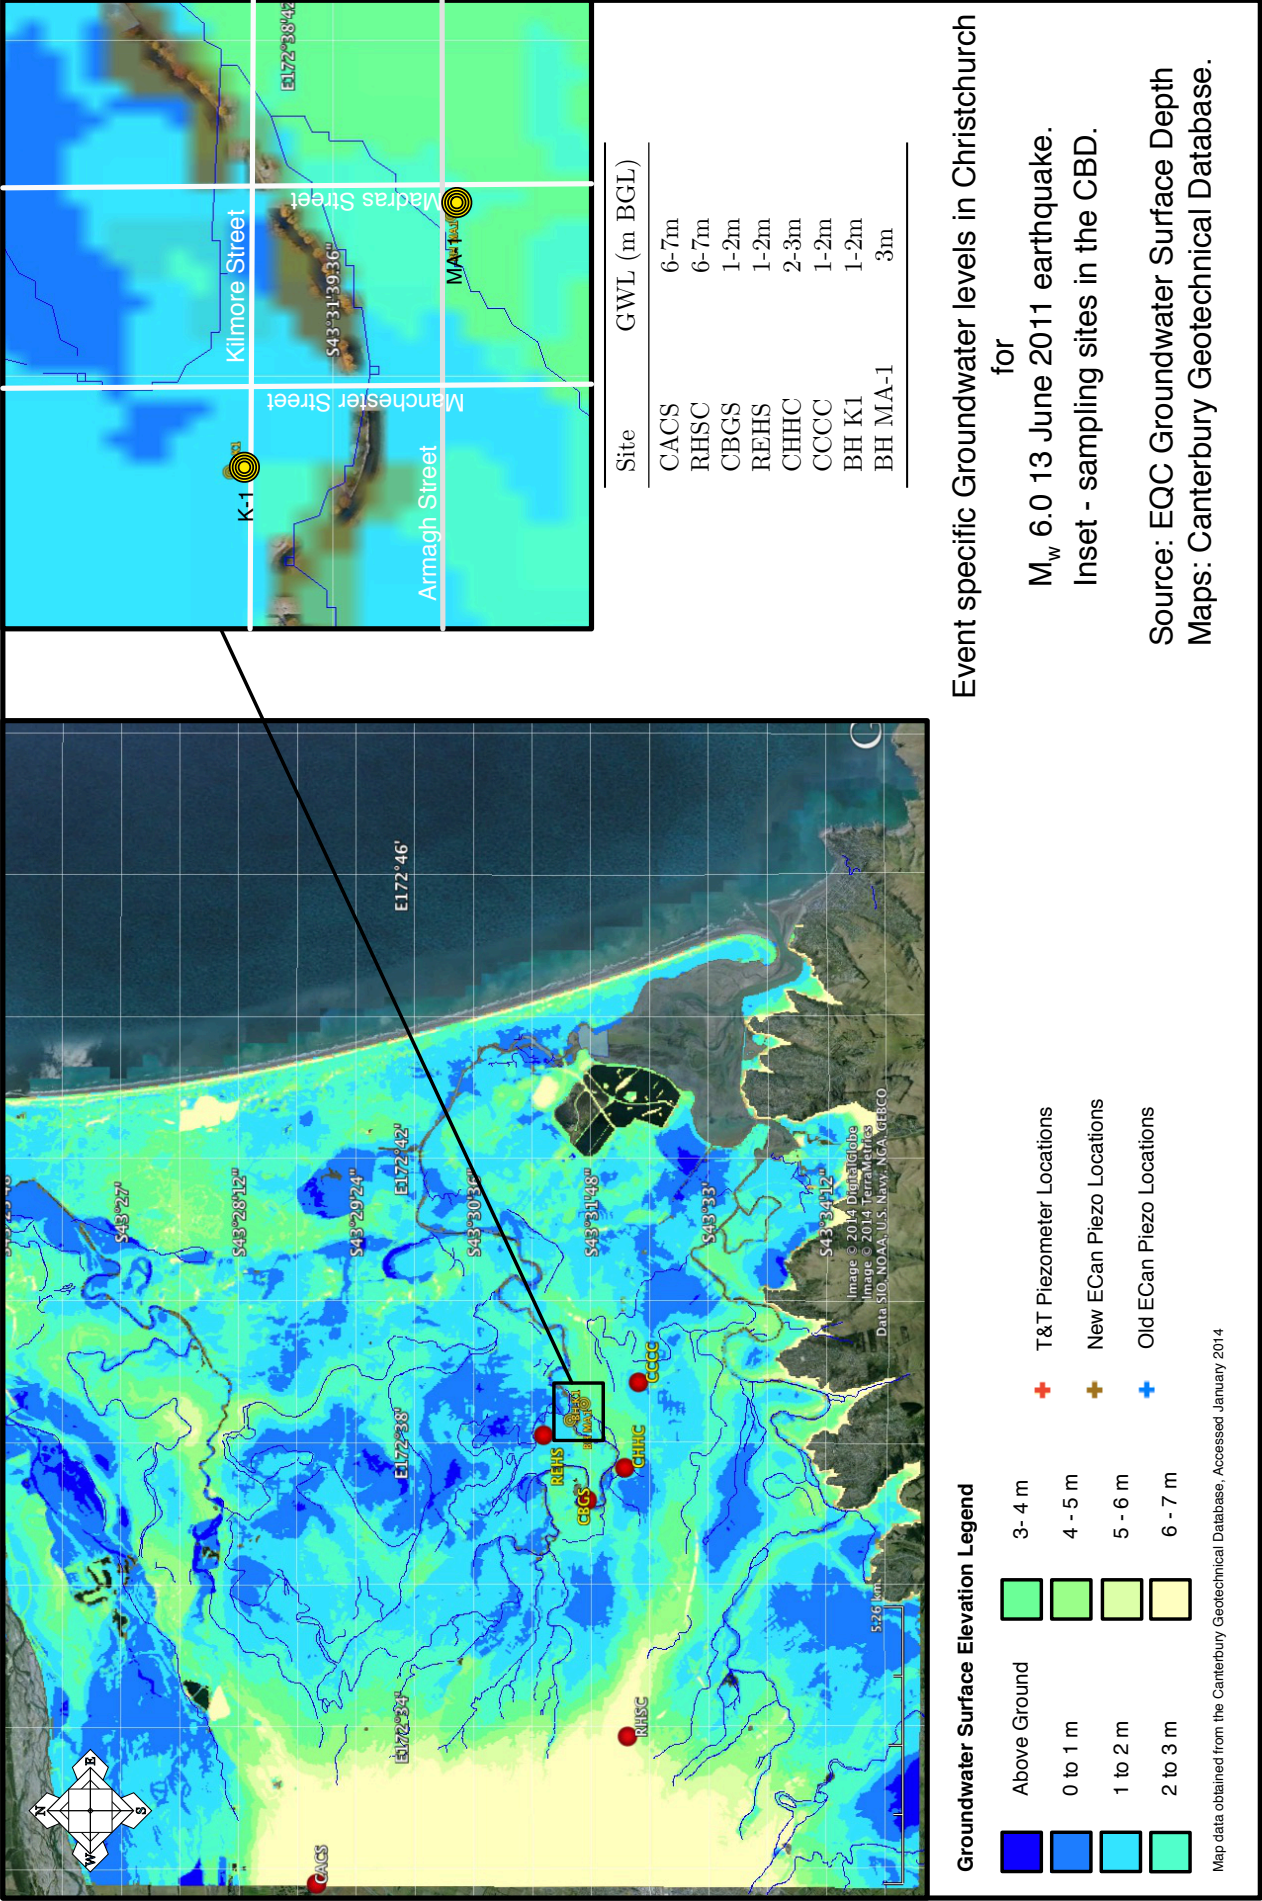 N
W
E
S
S43°27'
S43°28'12"
S43°29'24"
S43°30'36"
S43°31'48"
S43°33'
S43°34'12"
E172°34'
E172°38'
E172°42'
E172°46'
CACS
RHSC
REHS
CBGS
CHHC
CCCC
5.26 km
Image © 2014 DigitalGlobe
Image © 2014 TerraMetrics
Data SIO, NOAA, U.S. Navy, NGA, GEBCO
G
Kilmore Street
Armagh Street
Manchester Street
Madras Street
K-1
MA-1
S43°31'39.36"
E172°38'42
Site GWL (m BGL)
CACS 6-7m
RHSC 6-7m
CBGS 1-2m
REHS 1-2m
CHHC 2-3m
CCCC 1-2m
BH K1 1-2m
BH MA-1 3m
Event specific Groundwater levels in Christchurch
for
Mw 6.0 13 June 2011 earthquake.
Inset - sampling sites in the CBD.
Source: EQC Groundwater Surface Depth
Maps: Canterbury Geotechnical Database.
Groundwater Surface Elevation Legend
Above Ground
0 to 1 m
1 to 2 m
2 to 3 m
3- 4 m
4 - 5 m
5 - 6 m
6 - 7 m
T&T Piezometer Locations
New ECan Piezo Locations
Old ECan Piezo Locations
Map data obtained from the Canterbury Geotechnical Database, Accessed January 2014